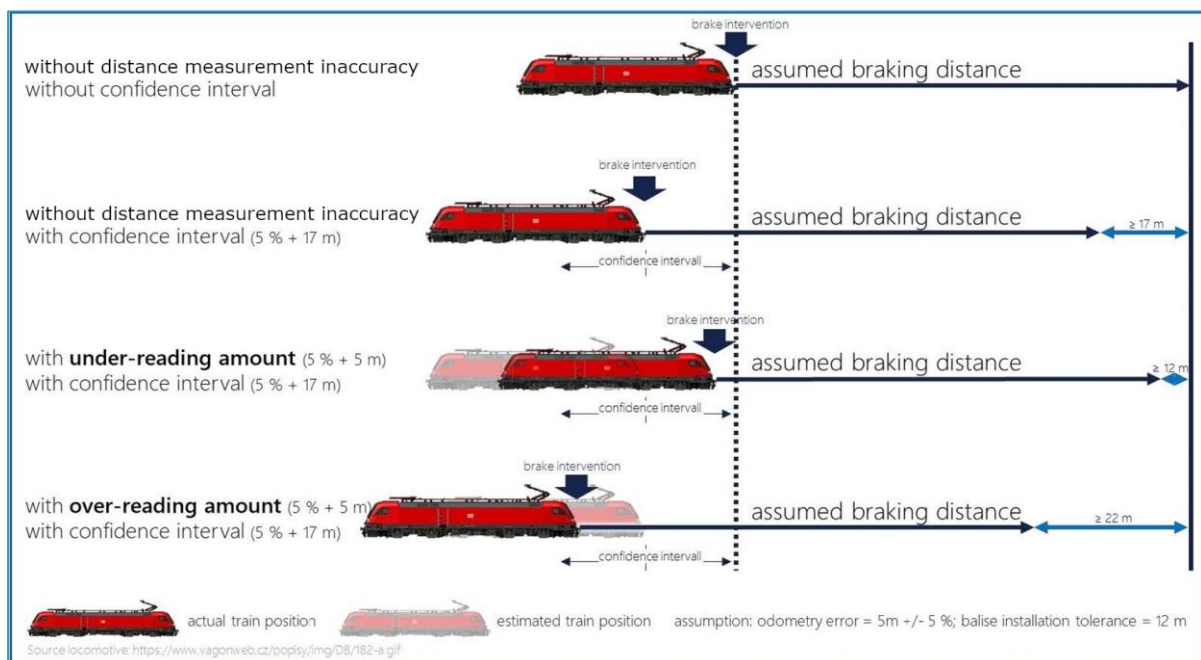 brake intervention
without distance measurement inaccuracy
without confidence interval
assumed braking distance
brake intervention
without distance measurement inaccuracy
with confidence interval (5 % + 17 m)
assumed braking distance
≥ 17 m
confidence intervall
brake intervention
with under-reading amount (5 % + 5 m)
with confidence interval (5 % + 17 m)
assumed braking distance
≥ 12 m
confidence intervall
brake intervention
with over-reading amount (5 % + 5 m)
with confidence interval (5 % + 17 m)
assumed braking distance
≥ 22 m
confidence intervall
actual train position
estimated train position
assumption: odometry error = 5m +/- 5 %; balise installation tolerance = 12 m
Source locomotive: https://www.vagonweb.cz/popisy/img/DB/182-a.gif